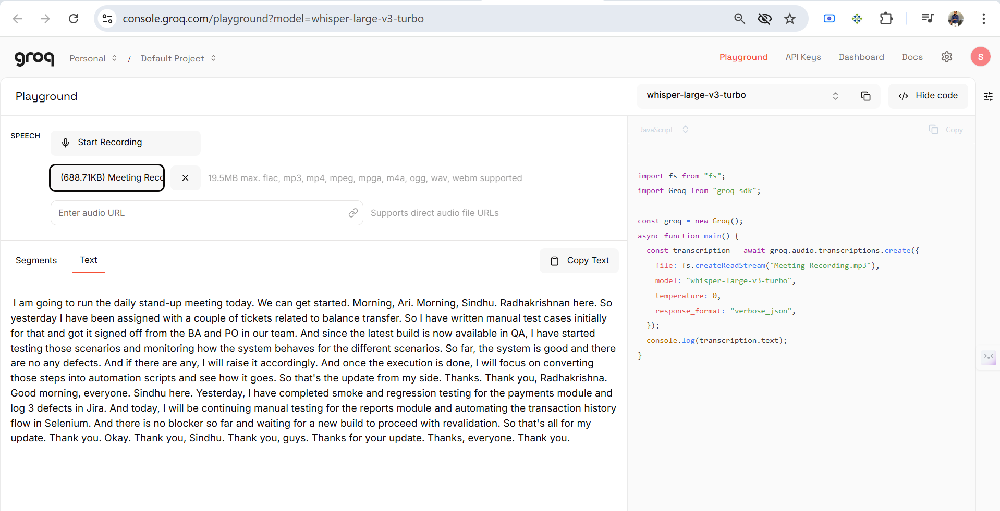 console.groq.com/playground?model=whisper-large-v3-turbo
groq Personal / Default Project Playground API Keys Dashboard Docs S
Playground whisper-large-v3-turbo </> Hide code
SPEECH Start Recording
(688.71KB) Meeting Reco × 19.5MB max. flac, mp3, mp4, mpeg, mpga, m4a, ogg, wav, webm supported
Enter audio URL Supports direct audio file URLs
Segments Text Copy Text
I am going to run the daily stand-up meeting today. We can get started. Morning, Ari. Morning, Sindhu. Radhakrishnan here. So
yesterday I have been assigned with a couple of tickets related to balance transfer. So I have written manual test cases initially
for that and got it signed off from the BA and PO in our team. And since the latest build is now available in QA, I have started
testing those scenarios and monitoring how the system behaves for the different scenarios. So far, the system is good and there
are no any defects. And if there are any, I will raise it accordingly. And once the execution is done, I will focus on converting
those steps into automation scripts and see how it goes. So that's the update from my side. Thanks. Thank you, Radhakrishna.
Good morning, everyone. Sindhu here. Yesterday, I have completed smoke and regression testing for the payments module and
log 3 defects in Jira. And today, I will be continuing manual testing for the reports module and automating the transaction history
flow in Selenium. And there is no blocker so far and waiting for a new build to proceed with revalidation. So that's all for my
update. Thank you. Okay. Thank you, Sindhu. Thank you, guys. Thanks for your update. Thanks, everyone. Thank you.
JavaScript Copy
import fs from "fs";
import Groq from "groq-sdk";
const groq = new Groq();
async function main() {
const transcription = await groq.audio.transcriptions.create({
file: fs.createReadStream("Meeting Recording.mp3"),
model: "whisper-large-v3-turbo",
temperature: 0,
response_format: "verbose_json",
});
console.log(transcription.text);
}